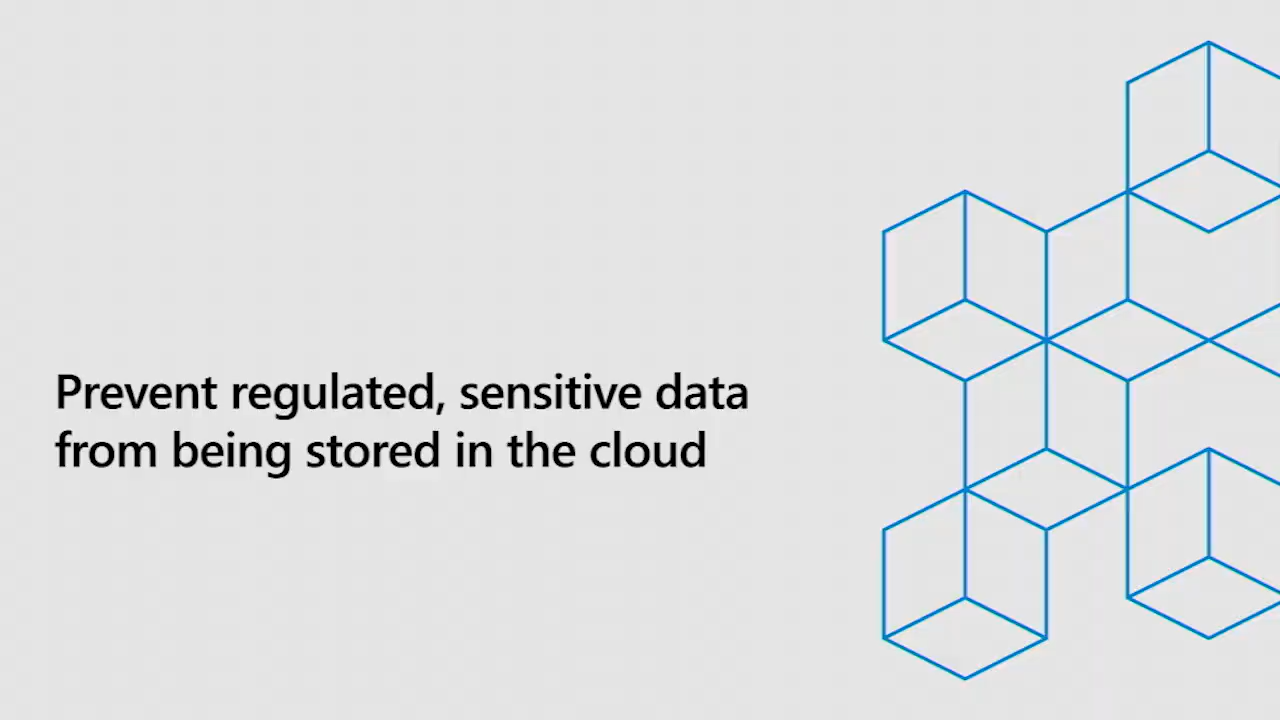 Prevent regulated, sensitive data
from being stored in the cloud